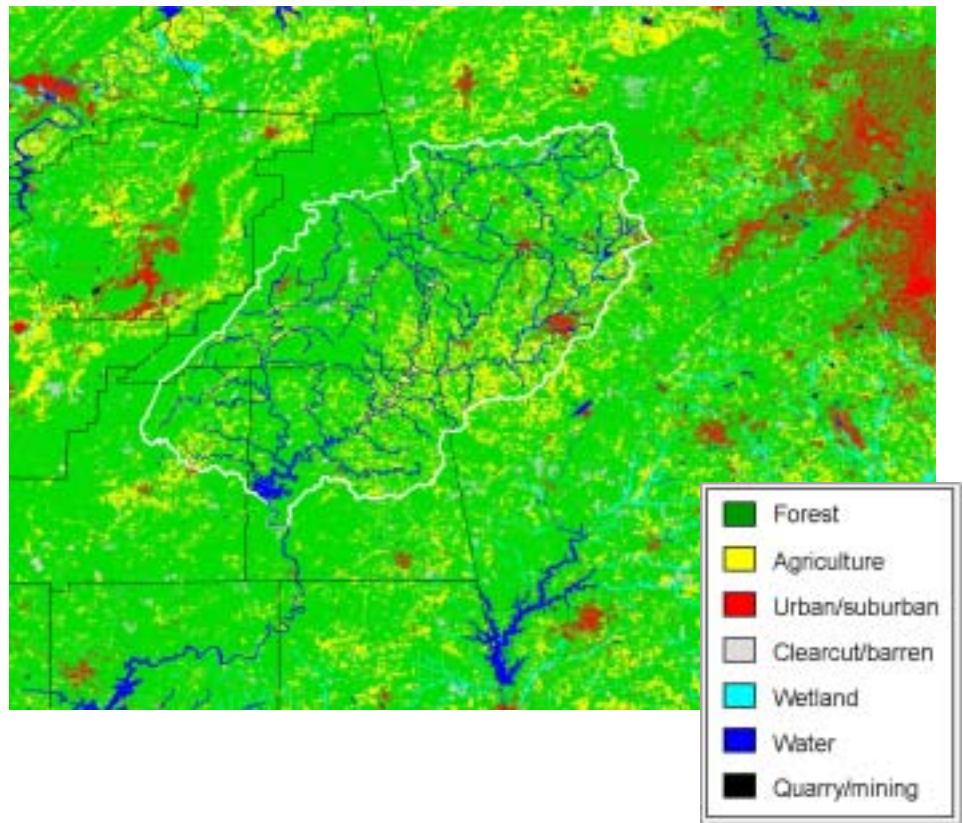 Forest
Agriculture
Urban/suburban
Clearcut/barren
Wetland
Water
Quarry/mining